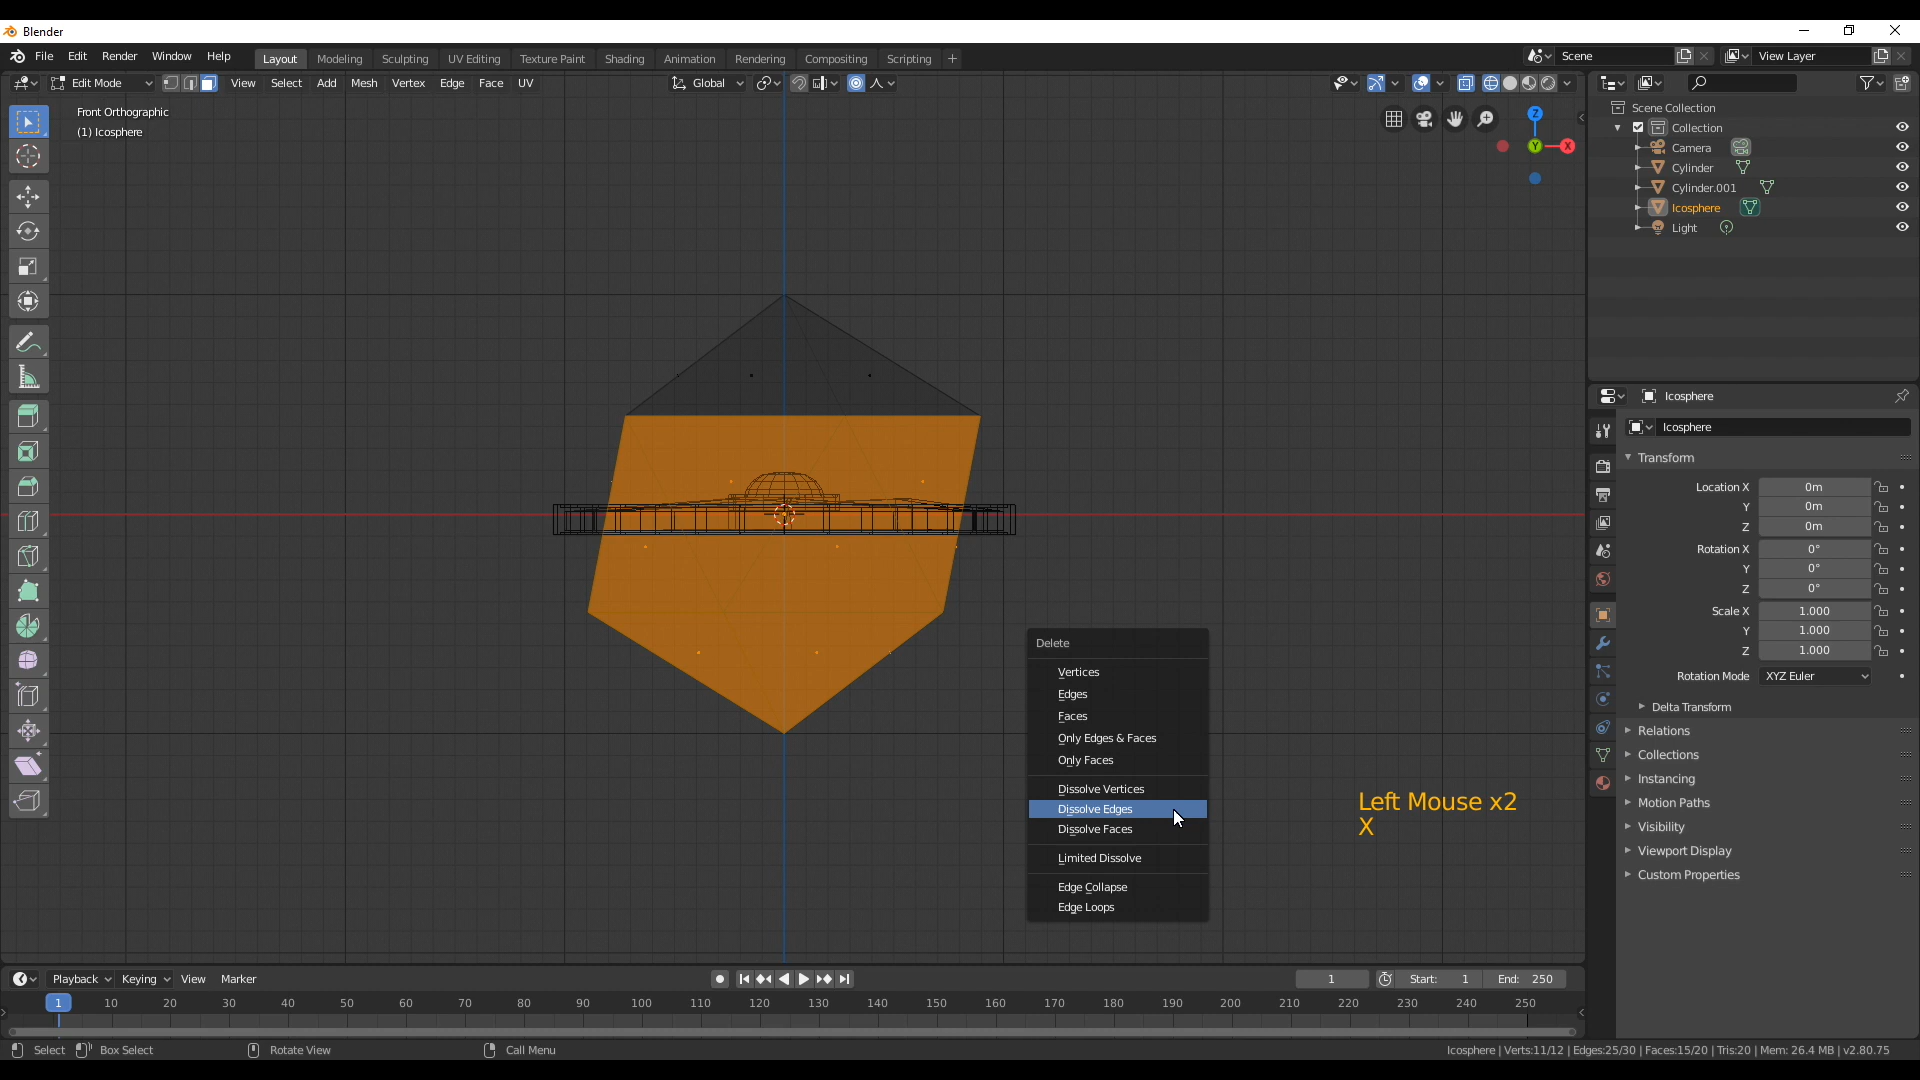 Blender
File Edit Render Window Help Layout Modeling Sculpting UV Editing Texture Paint Shading Animation Rendering Compositing Scripting + Scene View Layer
Edit Mode View Select Add Mesh Vertex Edge Face UV Global
Front Orthographic
(1) Icosphere
Z
Y
X
Scene Collection
Collection
Camera
Cylinder
Cylinder.001
Icosphere
Light
Icosphere
Icosphere
Transform
Location X 0m
Y 0m
Z 0m
Rotation X 0°
Y 0°
Z 0°
Scale X 1.000
Y 1.000
Z 1.000
Rotation Mode XYZ Euler
Delta Transform
Relations
Collections
Instancing
Motion Paths
Visibility
Viewport Display
Custom Properties
Delete
Vertices
Edges
Faces
Only Edges & Faces
Only Faces
Dissolve Vertices
Dissolve Edges
Dissolve Faces
Limited Dissolve
Edge Collapse
Edge Loops
Left Mouse x2
X
Playback Keying View Marker 1 Start: 1 End: 250
1 10 20 30 40 50 60 70 80 90 100 110 120 130 140 150 160 170 180 190 200 210 220 230 240 250
Select Box Select Rotate View Call Menu Icosphere | Verts:11/12 | Edges:25/30 | Faces:15/20 | Tris:20 | Mem: 26.4 MB | v2.80.75